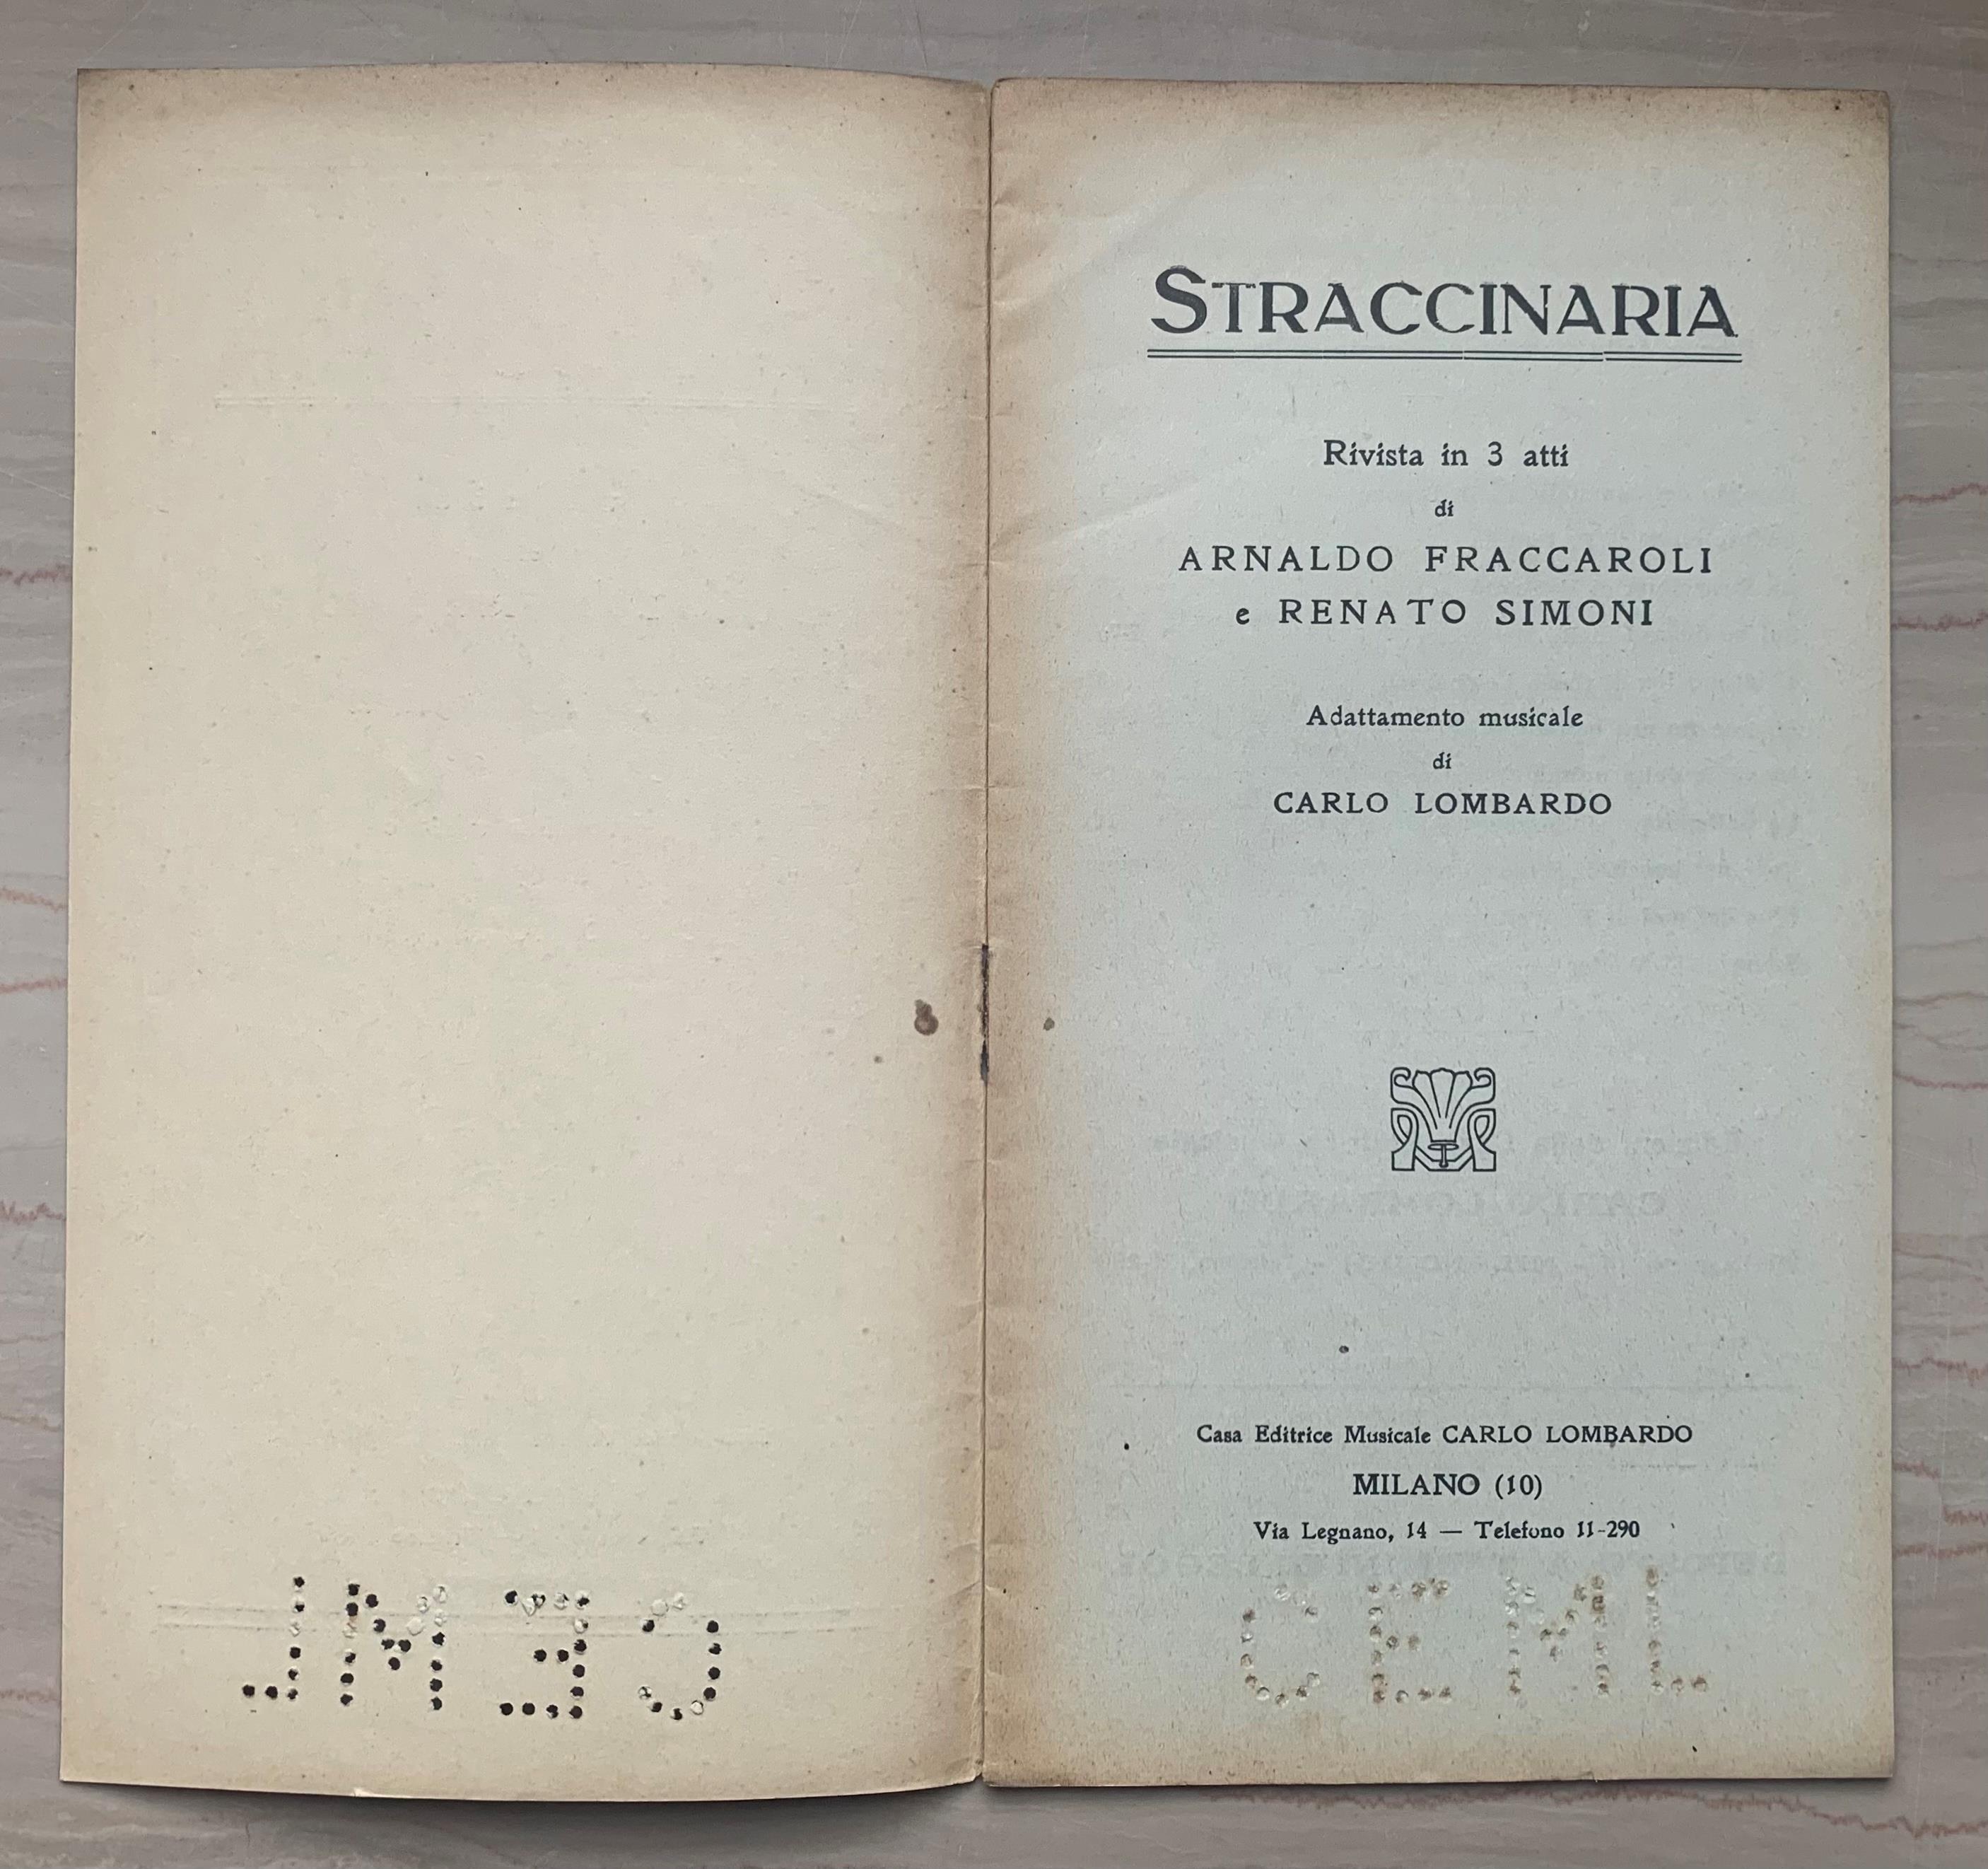 STRACCINARIA
Rivista in 3 atti
di
ARNALDO FRACCAROLI
e RENATO SIMONI
Adattamento musicale
di
CARLO LOMBARDO
Casa Editrice Musicale CARLO LOMBARDO
MILANO (10)
Via Legnano, 14 — Telefono 11-290
CEML